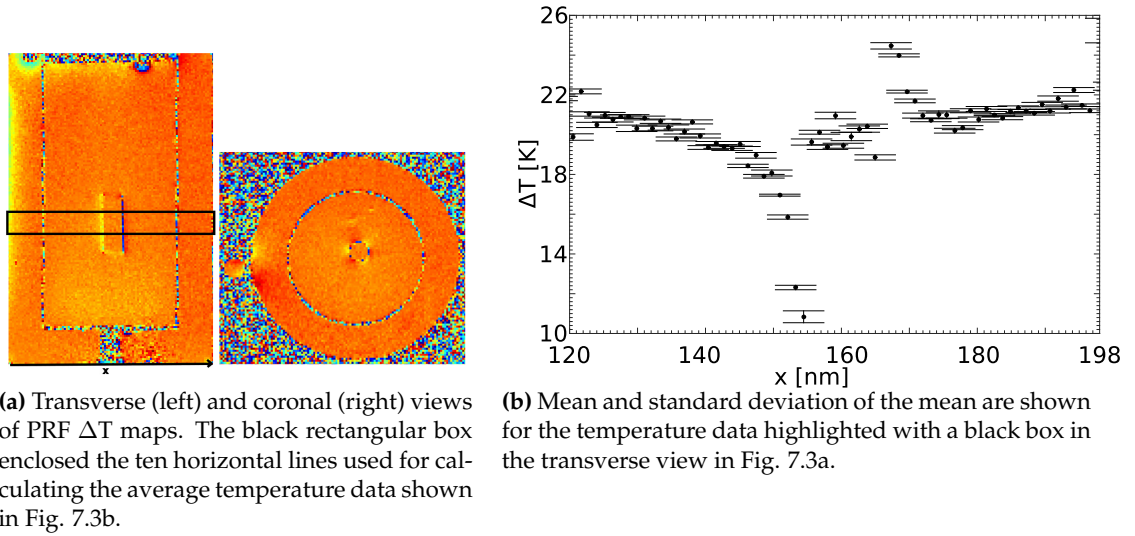 26
22
18
14
10
ΔT [K]
120
140
160
180
198
x [nm]
x
(a) Transverse (left) and coronal (right) views
of PRF ΔT maps. The black rectangular box
enclosed the ten horizontal lines used for cal-
culating the average temperature data shown
in Fig. 7.3b.
(b) Mean and standard deviation of the mean are shown
for the temperature data highlighted with a black box in
the transverse view in Fig. 7.3a.